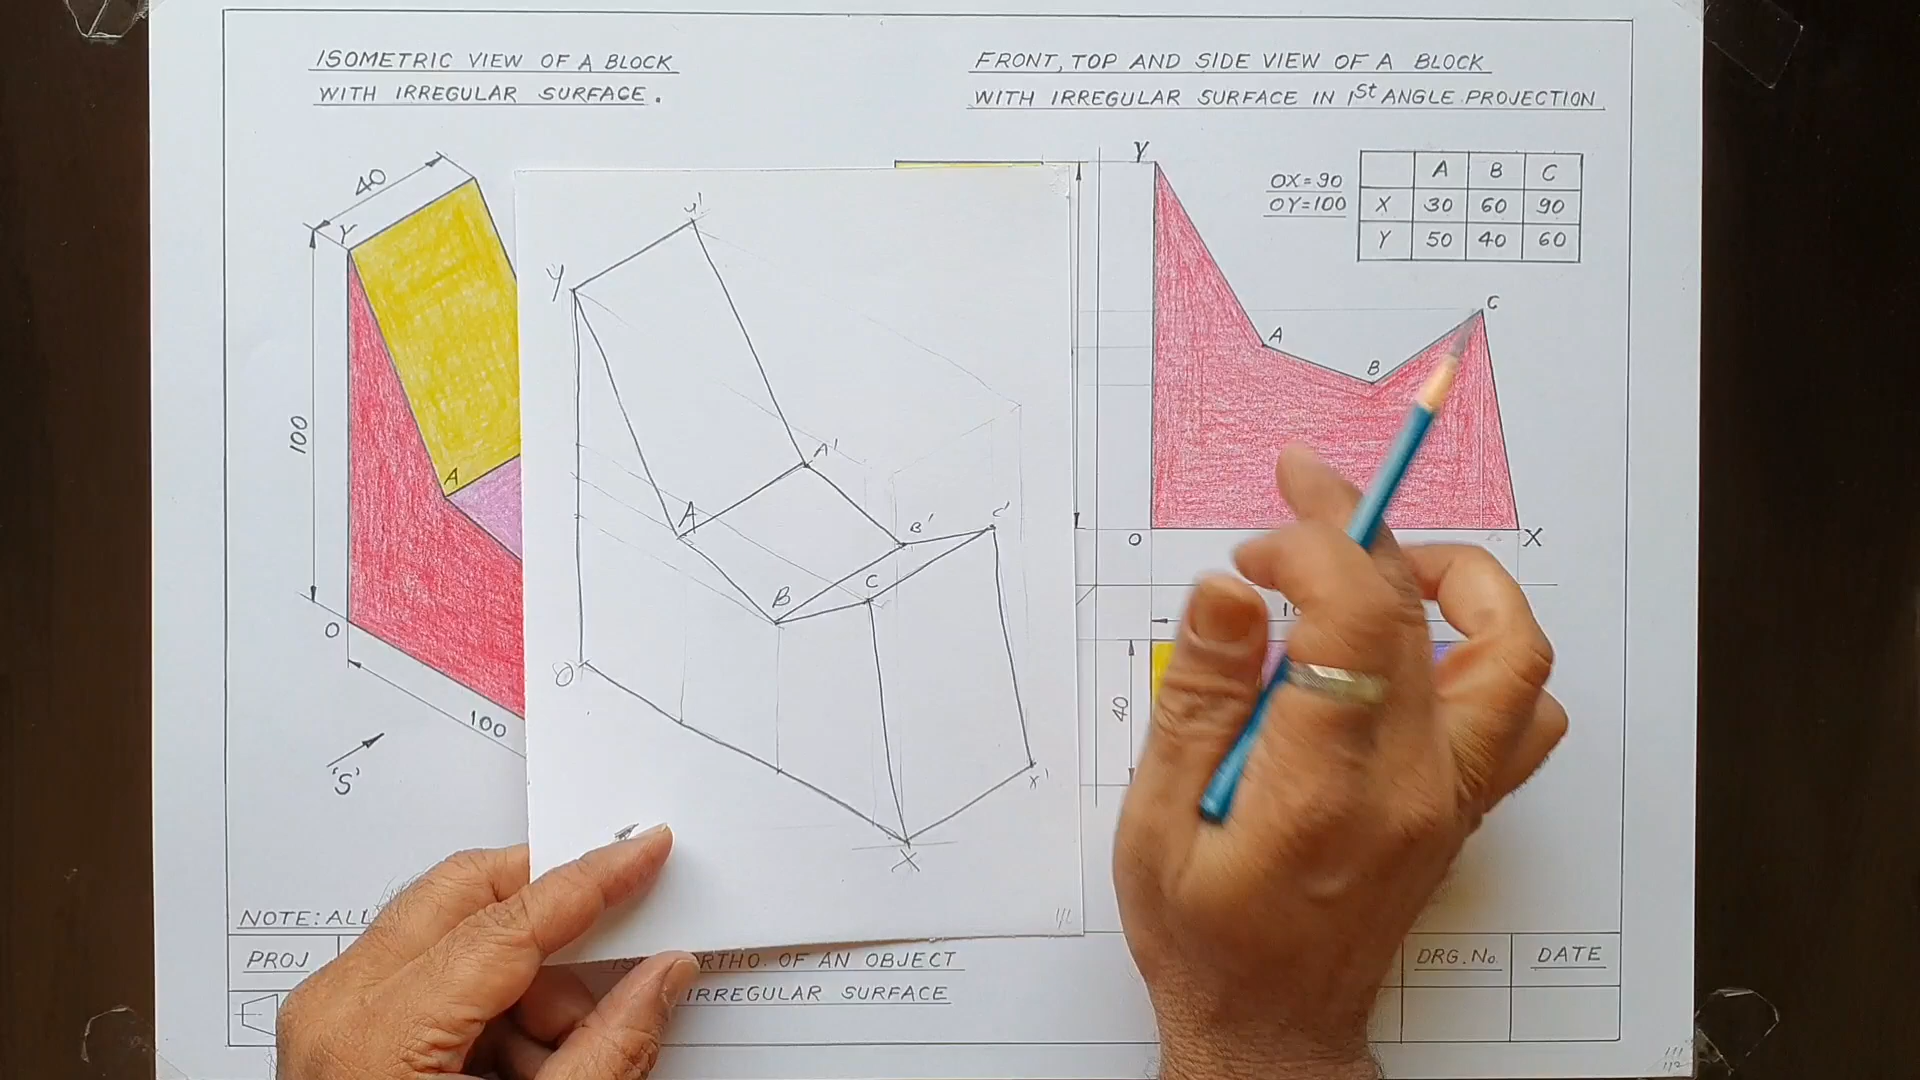 ISOMETRIC VIEW OF A BLOCK
WITH IRREGULAR SURFACE.
FRONT, TOP AND SIDE VIEW OF A BLOCK
WITH IRREGULAR SURFACE IN 1st ANGLE PROJECTION
40
Y
100
A
O
100
'S'
y'
Y
A'
A
B'
C'
B
C
O
X'
X
Y
OX=90
OY=100
A B C
X 30 60 90
Y 50 40 60
C
A
B
O
X
40
NOTE: ALL
PROJ
ORTHO. OF AN OBJECT
IRREGULAR SURFACE
DRG. No.
DATE
111
112